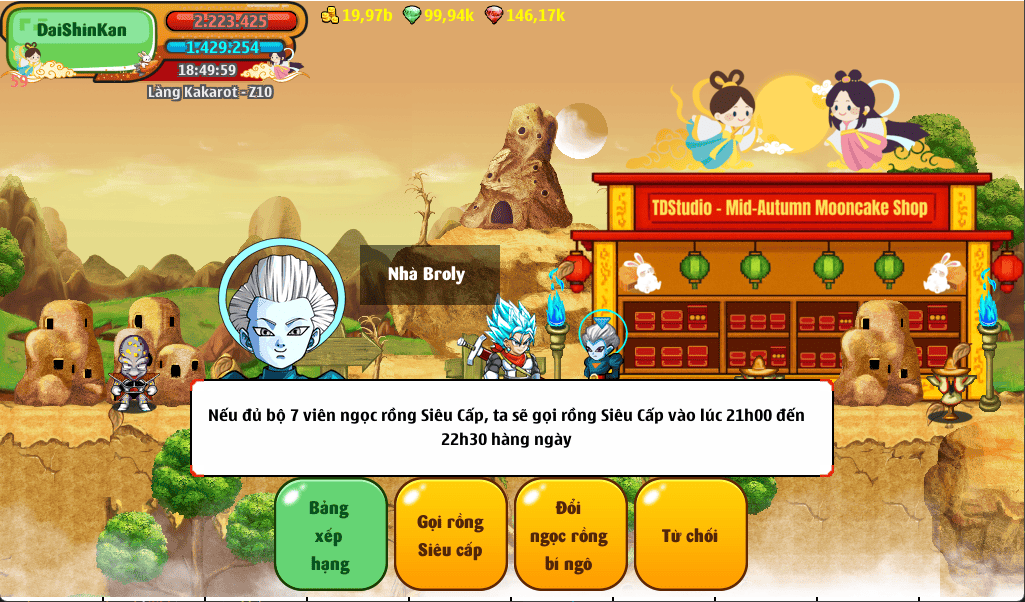 DaiShinKan
2.223.425
1.429.254
18:49:59
59
Làng Kakarot - Z10
19,97b
99,94k
146,17k
TDStudio - Mid-Autumn Mooncake Shop
Nhà Broly
Nếu đủ bộ 7 viên ngọc rồng Siêu Cấp, ta sẽ gọi rồng Siêu Cấp vào lúc 21h00 đến
22h30 hàng ngày
Bảng
xếp
hạng
Gọi rồng
Siêu cấp
Đổi
ngọc rồng
bí ngô
Từ chối